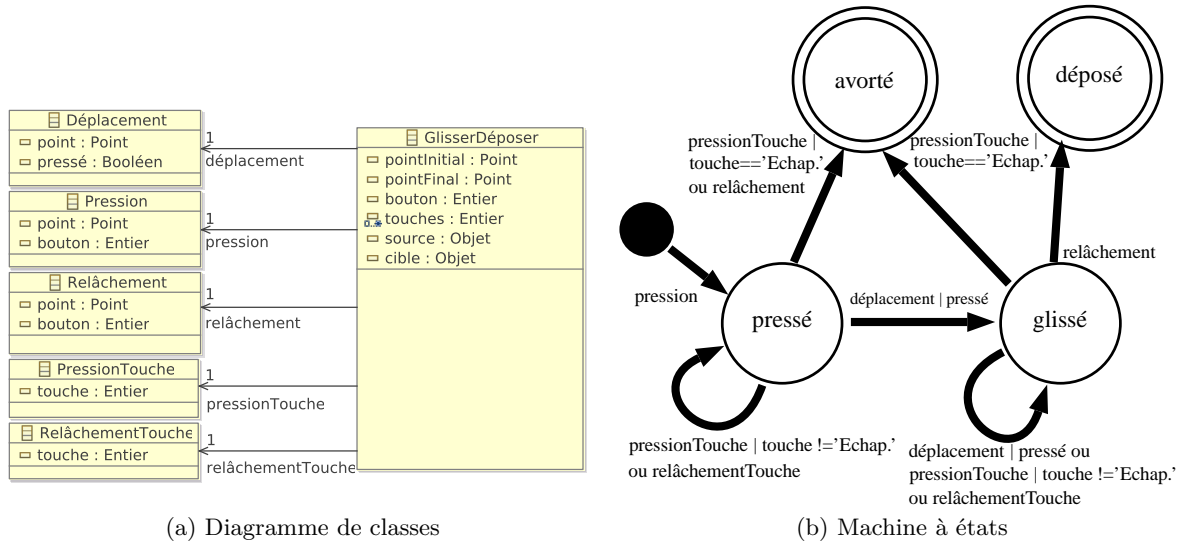 Déplacement
point : Point
pressé : Booléen
1
déplacement
Pression
point : Point
bouton : Entier
1
pression
Relâchement
point : Point
bouton : Entier
1
relâchement
PressionTouche
touche : Entier
1
pressionTouche
RelâchementTouche
touche : Entier
1
relâchementTouche
GlisserDéposer
pointInitial : Point
pointFinal : Point
bouton : Entier
touches : Entier
0..*
source : Objet
cible : Objet
(a) Diagramme de classes
avorté
déposé
pressionTouche |
touche=='Echap.'
ou relâchement
pressionTouche |
touche=='Echap.'
relâchement
pression
déplacement | pressé
pressé
glissé
pressionTouche | touche !='Echap.'
ou relâchementTouche
déplacement | pressé ou
pressionTouche | touche !='Echap.'
ou relâchementTouche
(b) Machine à états